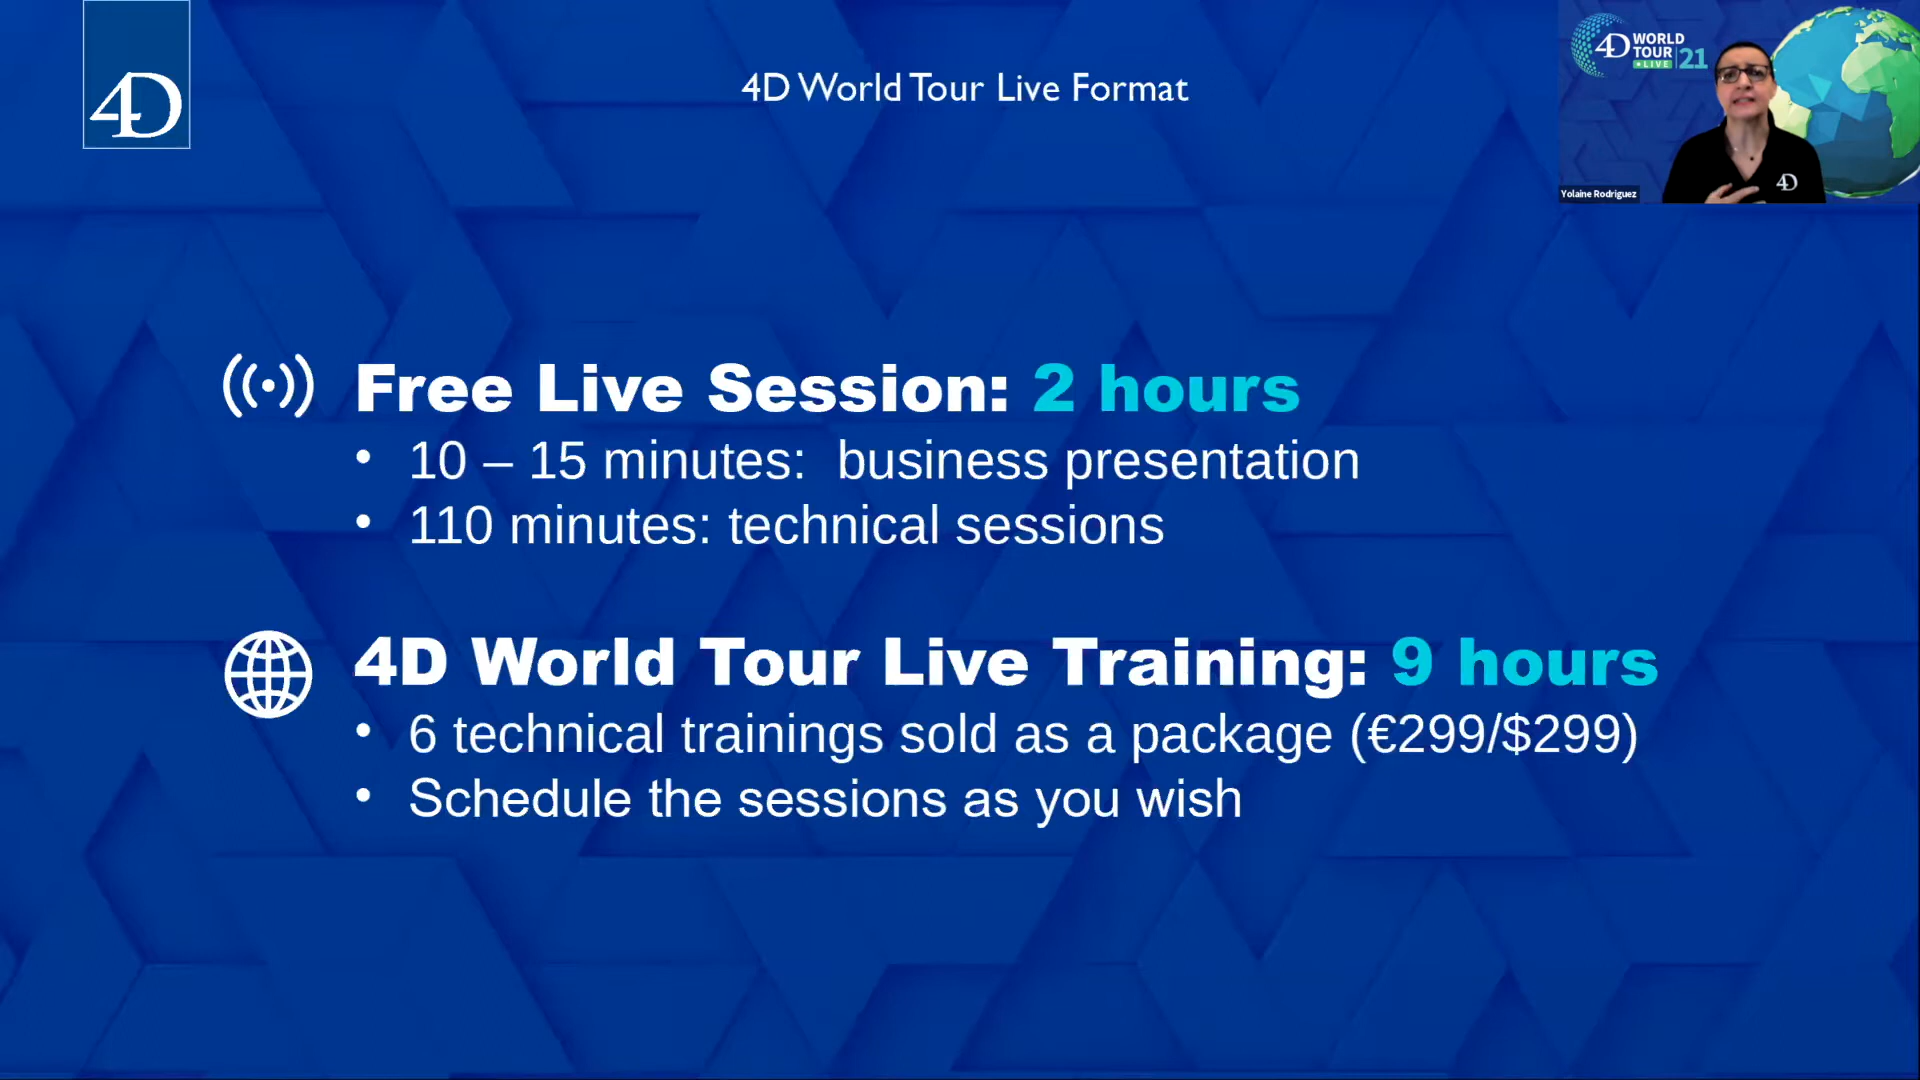 4D
4D World Tour Live Format
4D WORLD
TOUR
LIVE
21
4D
Yolaine Rodriguez
Free Live Session: 2 hours
• 10 – 15 minutes: business presentation
• 110 minutes: technical sessions
4D World Tour Live Training: 9 hours
• 6 technical trainings sold as a package (€299/$299)
• Schedule the sessions as you wish